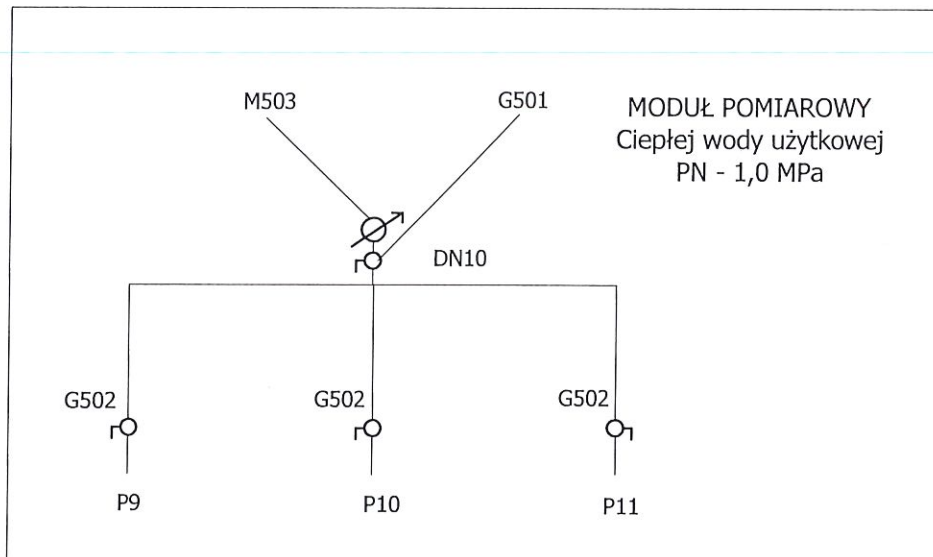 M503
G501
MODUŁ POMIAROWY
Ciepłej wody użytkowej
PN - 1,0 MPa
DN10
G502
G502
G502
P9
P10
P11